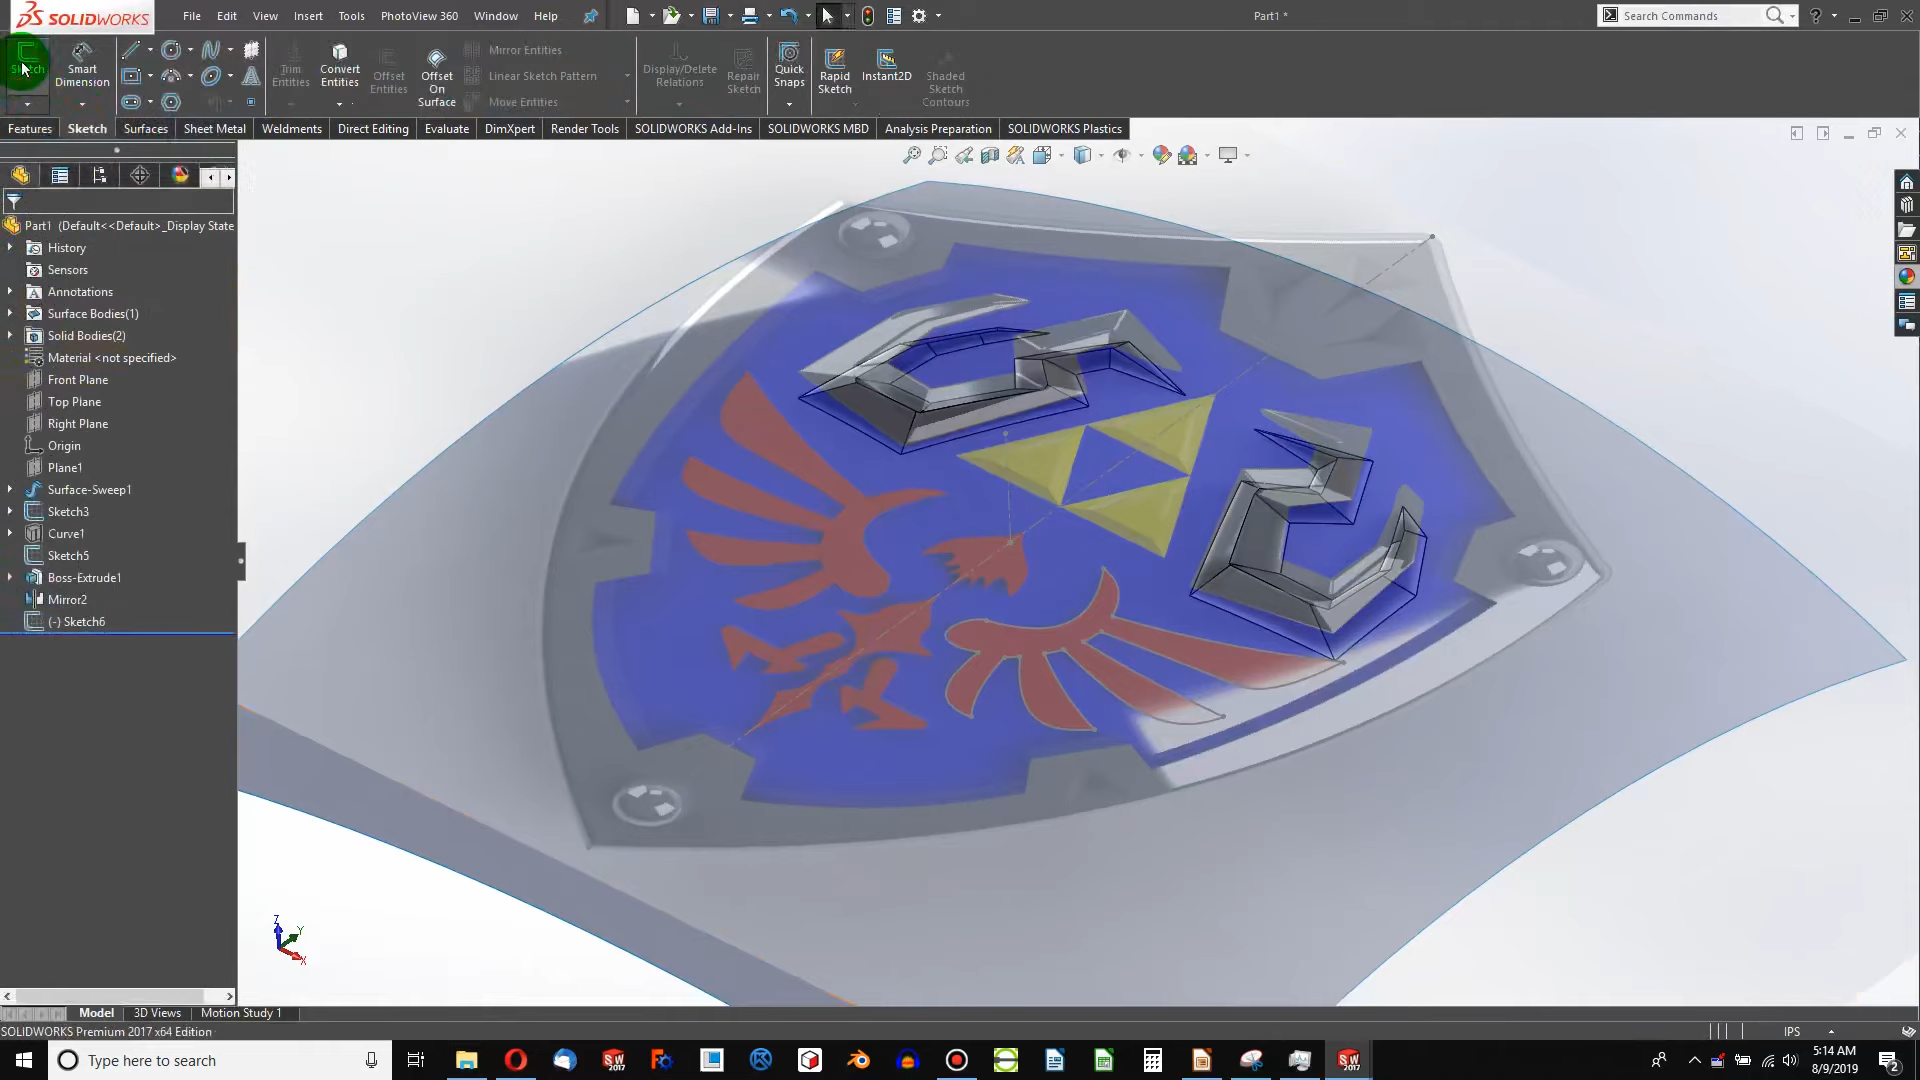 SOLIDWORKS
File Edit View Insert Tools PhotoView 360 Window Help
Part1 *
Search Commands
Sketch
Smart Dimension
Trim Entities
Convert Entities
Offset Entities
Offset On Surface
Mirror Entities
Linear Sketch Pattern
Move Entities
Display/Delete Relations
Repair Sketch
Quick Snaps
Rapid Sketch
Instant2D
Shaded Sketch Contours
Features Sketch Surfaces Sheet Metal Weldments Direct Editing Evaluate DimXpert Render Tools SOLIDWORKS Add-Ins SOLIDWORKS MBD Analysis Preparation SOLIDWORKS Plastics
Part1 (Default<<Default>_Display State
History
Sensors
Annotations
Surface Bodies(1)
Solid Bodies(2)
Material <not specified>
Front Plane
Top Plane
Right Plane
Origin
Plane1
Surface-Sweep1
Sketch3
Curve1
Sketch5
Boss-Extrude1
Mirror2
(-) Sketch6
Z
Y
X
Model 3D Views Motion Study 1
SOLIDWORKS Premium 2017 x64 Edition
IPS
Type here to search
SW
2017
SW
2017
5:14 AM
8/9/2019
2